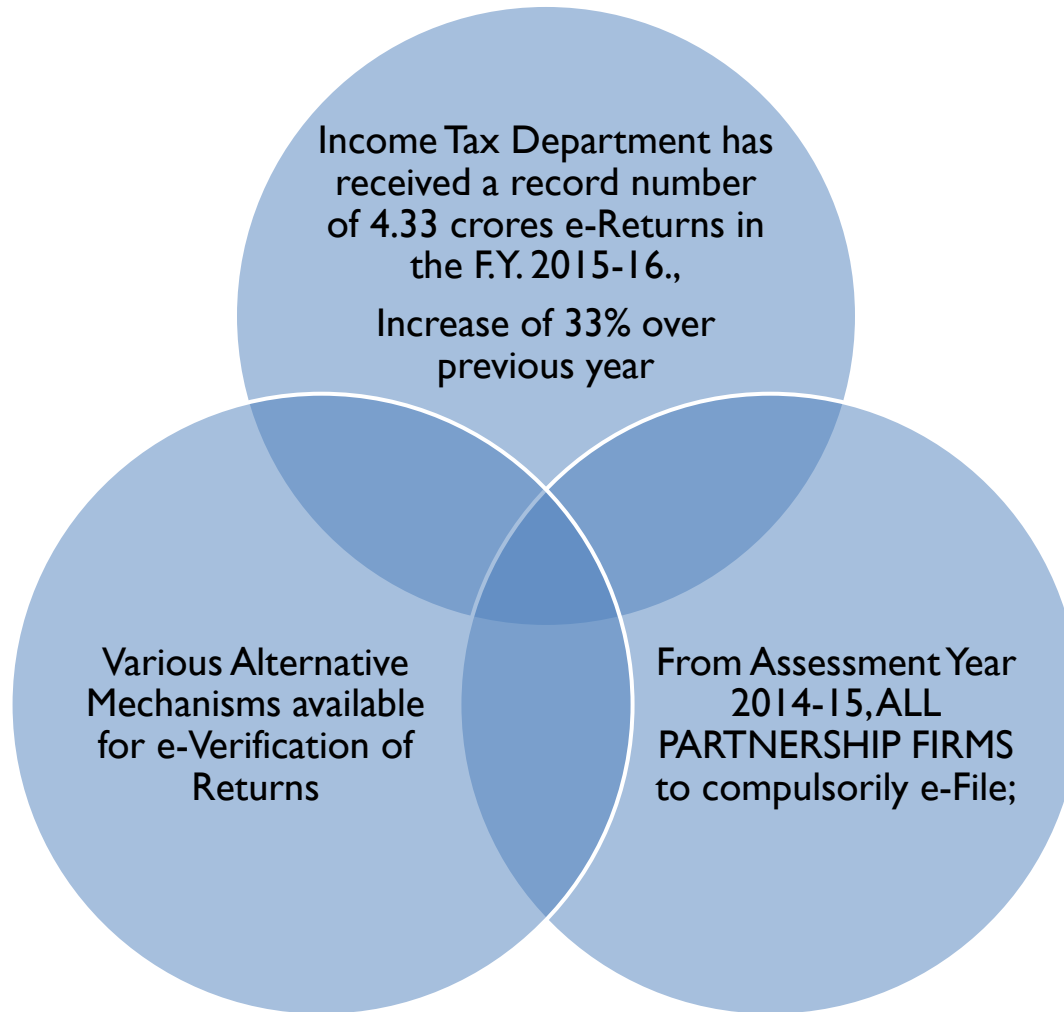 Income Tax Department has
received a record number
of 4.33 crores e-Returns in
the F.Y. 2015-16.,
Increase of 33% over
previous year
Various Alternative
Mechanisms available
for e-Verification of
Returns
From Assessment Year
2014-15, ALL
PARTNERSHIP FIRMS
to compulsorily e-File;